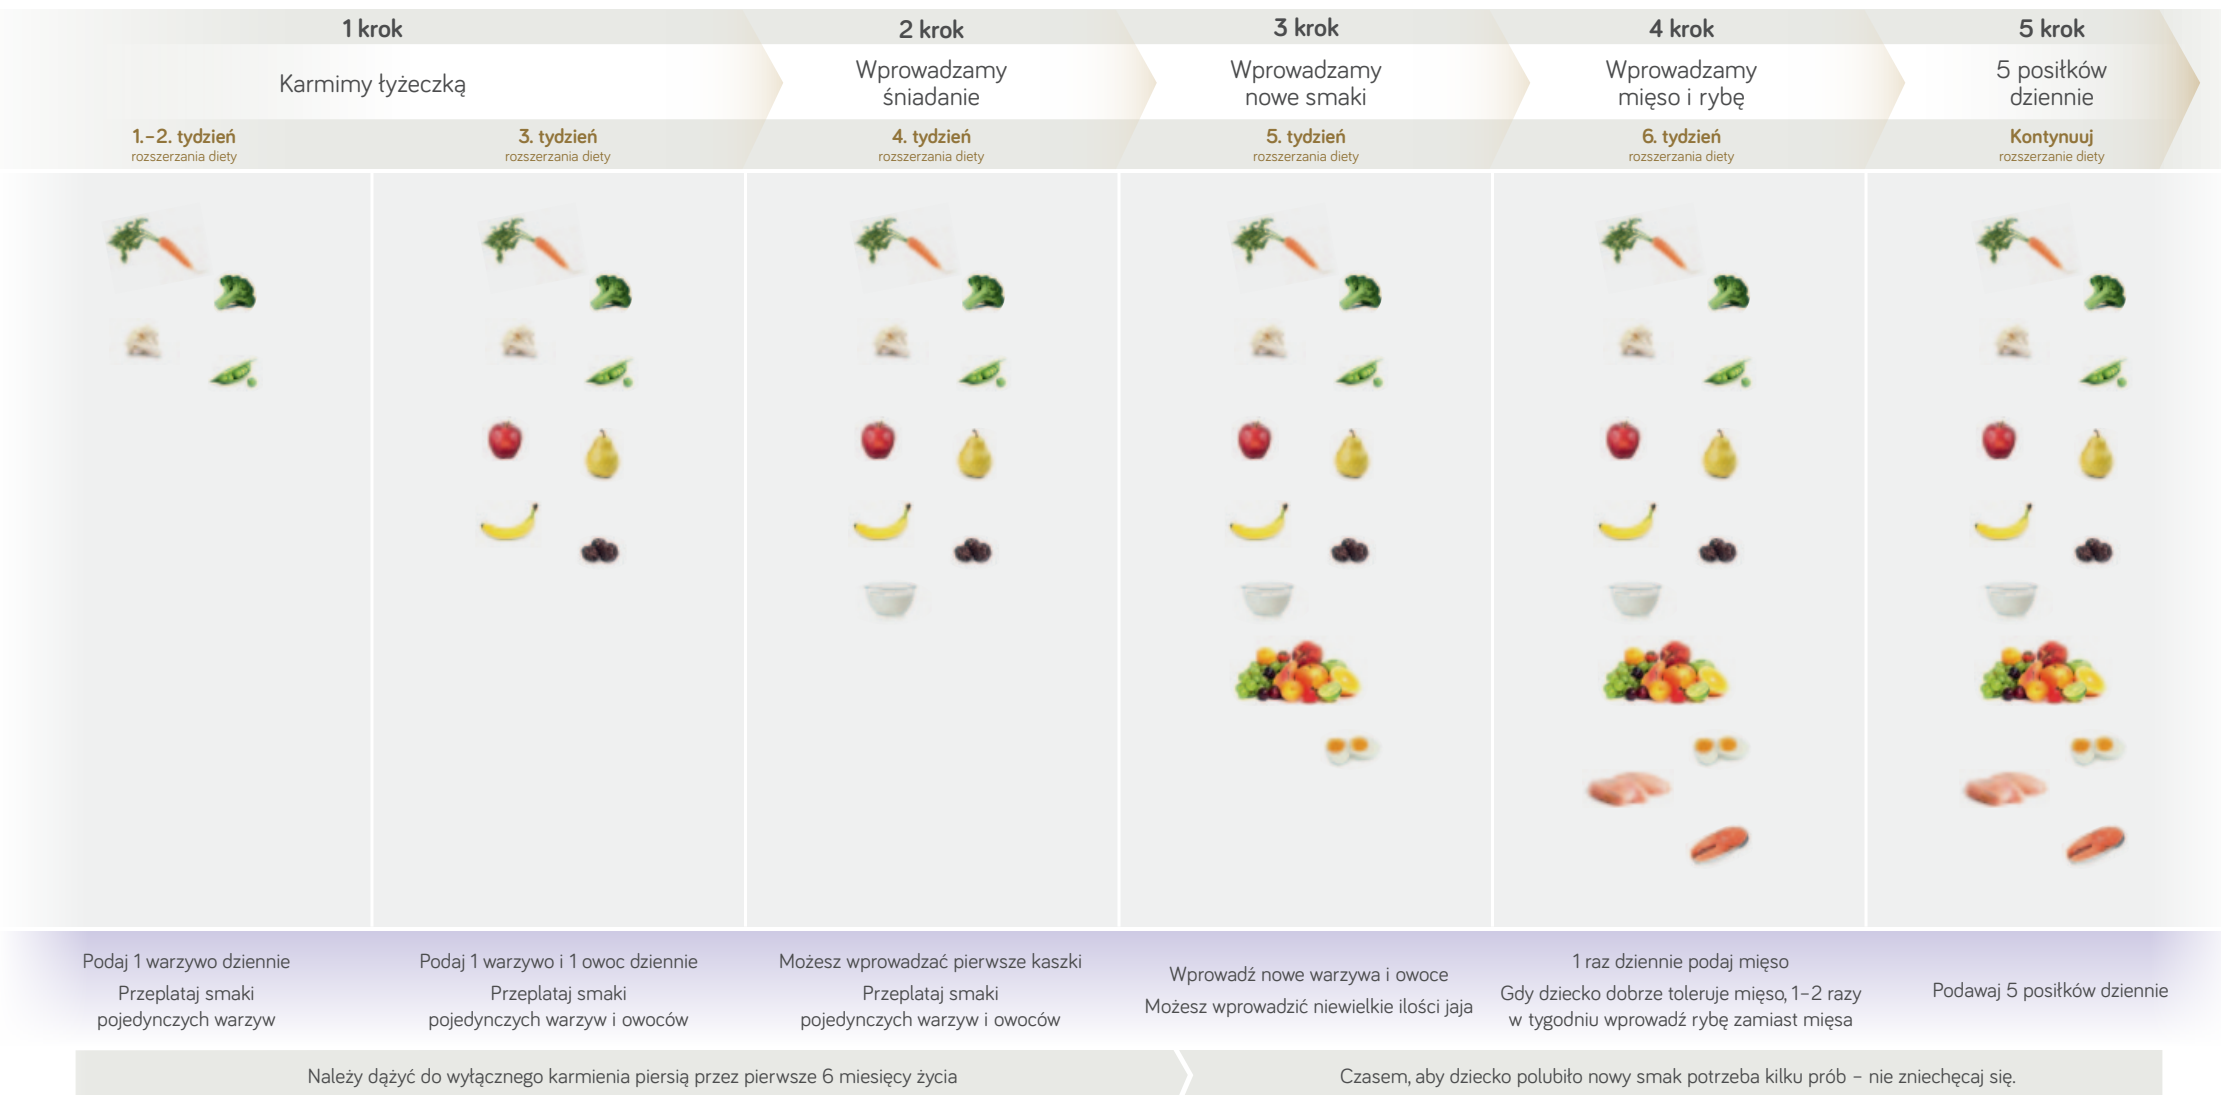 1 krok
2 krok
3 krok
4 krok
5 krok
Karmimy łyżeczką
Wprowadzamy
śniadanie
Wprowadzamy
nowe smaki
Wprowadzamy
mięso i rybę
5 posiłków
dziennie
1.–2. tydzień
rozszerzania diety
3. tydzień
rozszerzania diety
4. tydzień
rozszerzania diety
5. tydzień
rozszerzania diety
6. tydzień
rozszerzania diety
Kontynuuj
rozszerzanie diety
Podaj 1 warzywo dziennie
Przeplataj smaki
pojedynczych warzyw
Podaj 1 warzywo i 1 owoc dziennie
Przeplataj smaki
pojedynczych warzyw i owoców
Możesz wprowadzać pierwsze kaszki
Przeplataj smaki
pojedynczych warzyw i owoców
Wprowadź nowe warzywa i owoce
Możesz wprowadzić niewielkie ilości jaja
1 raz dziennie podaj mięso
Gdy dziecko dobrze toleruje mięso, 1–2 razy
w tygodniu wprowadź rybę zamiast mięsa
Podawaj 5 posiłków dziennie
Należy dążyć do wyłącznego karmienia piersią przez pierwsze 6 miesięcy życia
Czasem, aby dziecko polubiło nowy smak potrzeba kilku prób – nie zniechęcaj się.